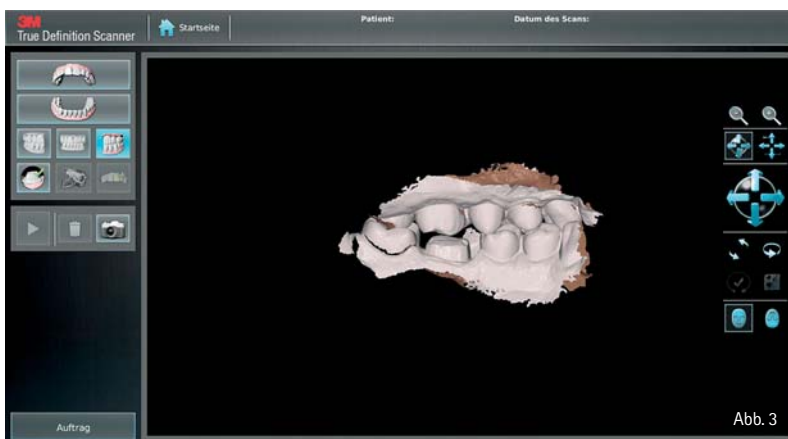 3M
True Definition Scanner
Startseite
Patient:
Datum des Scans:
Auftrag
Abb. 3